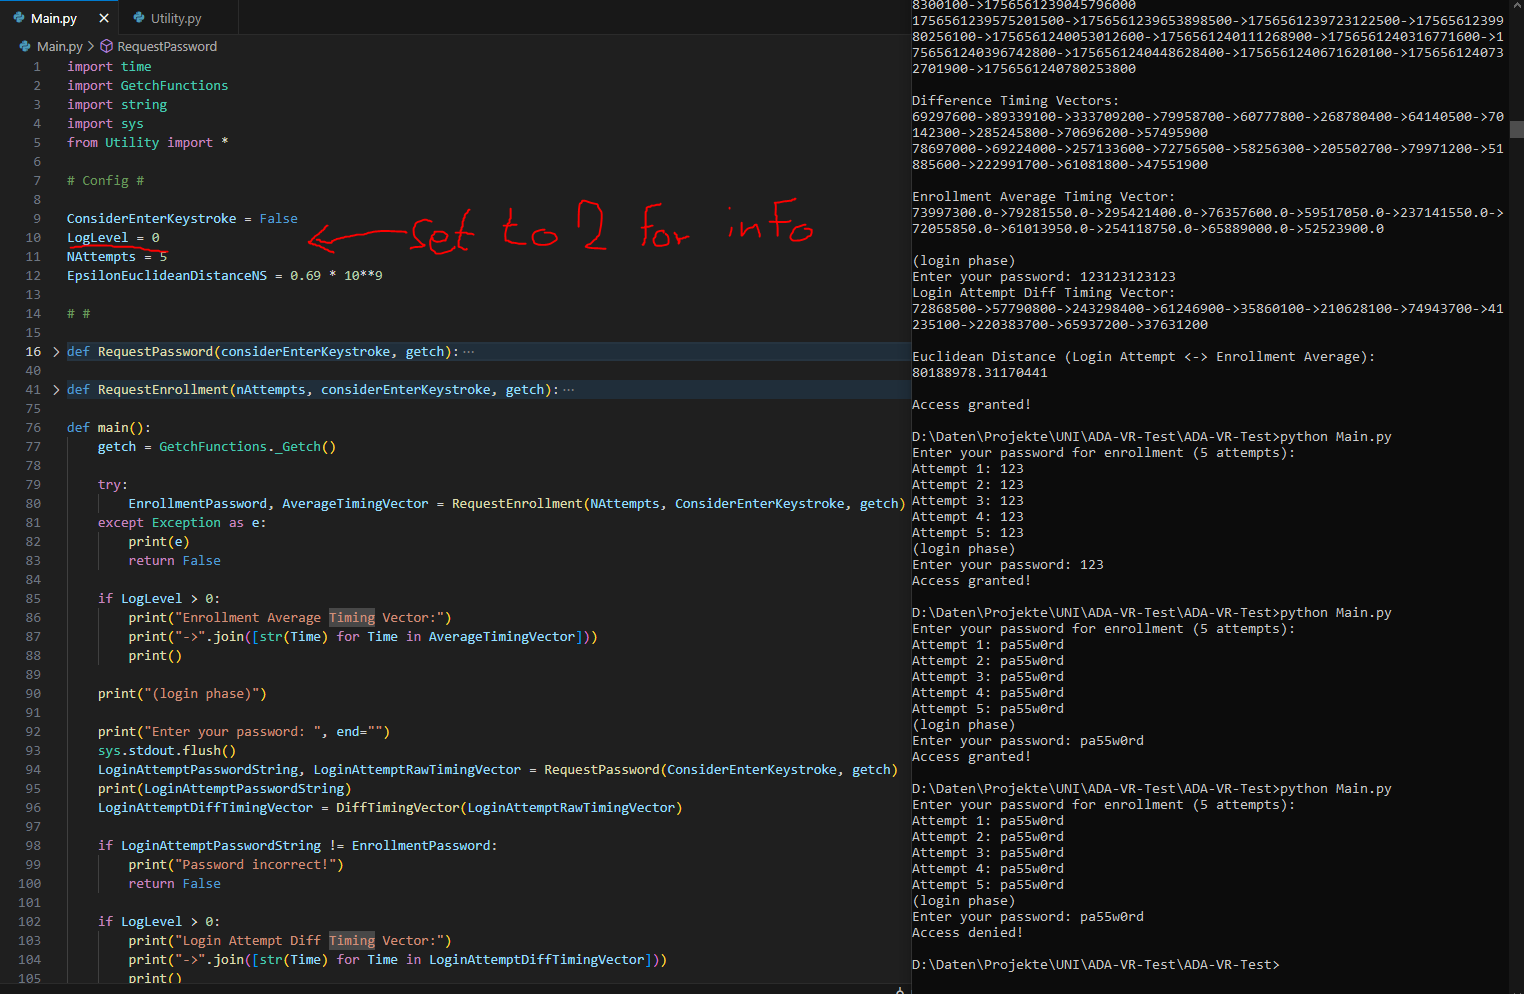 Main.py
Utility.py
Main.py > RequestPassword
1 import time
2 import GetchFunctions
3 import string
4 import sys
5 from Utility import *
6
7 # Config #
8
9 ConsiderEnterKeystroke = False
10 LogLevel = 0
set to 2 for info
11 NAttempts = 5
12 EpsilonEuclideanDistanceNS = 0.69 * 10**9
13
14 # #
15
16 def RequestPassword(considerEnterKeystroke, getch): ...
40
41 def RequestEnrollment(nAttempts, considerEnterKeystroke, getch): ...
75
76 def main():
77 getch = GetchFunctions._Getch()
78
79 try:
80 EnrollmentPassword, AverageTimingVector = RequestEnrollment(NAttempts, ConsiderEnterKeystroke, getch)
81 except Exception as e:
82 print(e)
83 return False
84
85 if LogLevel > 0:
86 print("Enrollment Average Timing Vector:")
87 print("->".join([str(Time) for Time in AverageTimingVector]))
88 print()
89
90 print("(login phase)")
91
92 print("Enter your password: ", end="")
93 sys.stdout.flush()
94 LoginAttemptPasswordString, LoginAttemptRawTimingVector = RequestPassword(ConsiderEnterKeystroke, getch)
95 print(LoginAttemptPasswordString)
96 LoginAttemptDiffTimingVector = DiffTimingVector(LoginAttemptRawTimingVector)
97
98 if LoginAttemptPasswordString != EnrollmentPassword:
99 print("Password incorrect!")
100 return False
101
102 if LogLevel > 0:
103 print("Login Attempt Diff Timing Vector:")
104 print("->".join([str(Time) for Time in LoginAttemptDiffTimingVector]))
105 print()
8300100->1756561239045796000
1756561239575201500->1756561239653898500->1756561239723122500->17565612399
80256100->1756561240053012600->1756561240111268900->1756561240316771600->1
756561240396742800->1756561240448628400->1756561240671620100->175656124073
2701900->1756561240780253800
Difference Timing Vectors:
69297600->89339100->333709200->79958700->60777800->268780400->64140500->70
142300->285245800->70696200->57495900
78697000->69224000->257133600->72756500->58256300->205502700->79971200->51
885600->222991700->61081800->47551900
Enrollment Average Timing Vector:
73997300.0->79281550.0->295421400.0->76357600.0->59517050.0->237141550.0->
72055850.0->61013950.0->254118750.0->65889000.0->52523900.0
(login phase)
Enter your password: 123123123123
Login Attempt Diff Timing Vector:
72868500->57790800->243298400->61246900->35860100->210628100->74943700->41
235100->220383700->65937200->37631200
Euclidean Distance (Login Attempt <-> Enrollment Average):
80188978.31170441
Access granted!
D:\Daten\Projekte\UNI\ADA-VR-Test\ADA-VR-Test>python Main.py
Enter your password for enrollment (5 attempts):
Attempt 1: 123
Attempt 2: 123
Attempt 3: 123
Attempt 4: 123
Attempt 5: 123
(login phase)
Enter your password: 123
Access granted!
D:\Daten\Projekte\UNI\ADA-VR-Test\ADA-VR-Test>python Main.py
Enter your password for enrollment (5 attempts):
Attempt 1: pa55w0rd
Attempt 2: pa55w0rd
Attempt 3: pa55w0rd
Attempt 4: pa55w0rd
Attempt 5: pa55w0rd
(login phase)
Enter your password: pa55w0rd
Access granted!
D:\Daten\Projekte\UNI\ADA-VR-Test\ADA-VR-Test>python Main.py
Enter your password for enrollment (5 attempts):
Attempt 1: pa55w0rd
Attempt 2: pa55w0rd
Attempt 3: pa55w0rd
Attempt 4: pa55w0rd
Attempt 5: pa55w0rd
(login phase)
Enter your password: pa55w0rd
Access denied!
D:\Daten\Projekte\UNI\ADA-VR-Test\ADA-VR-Test>